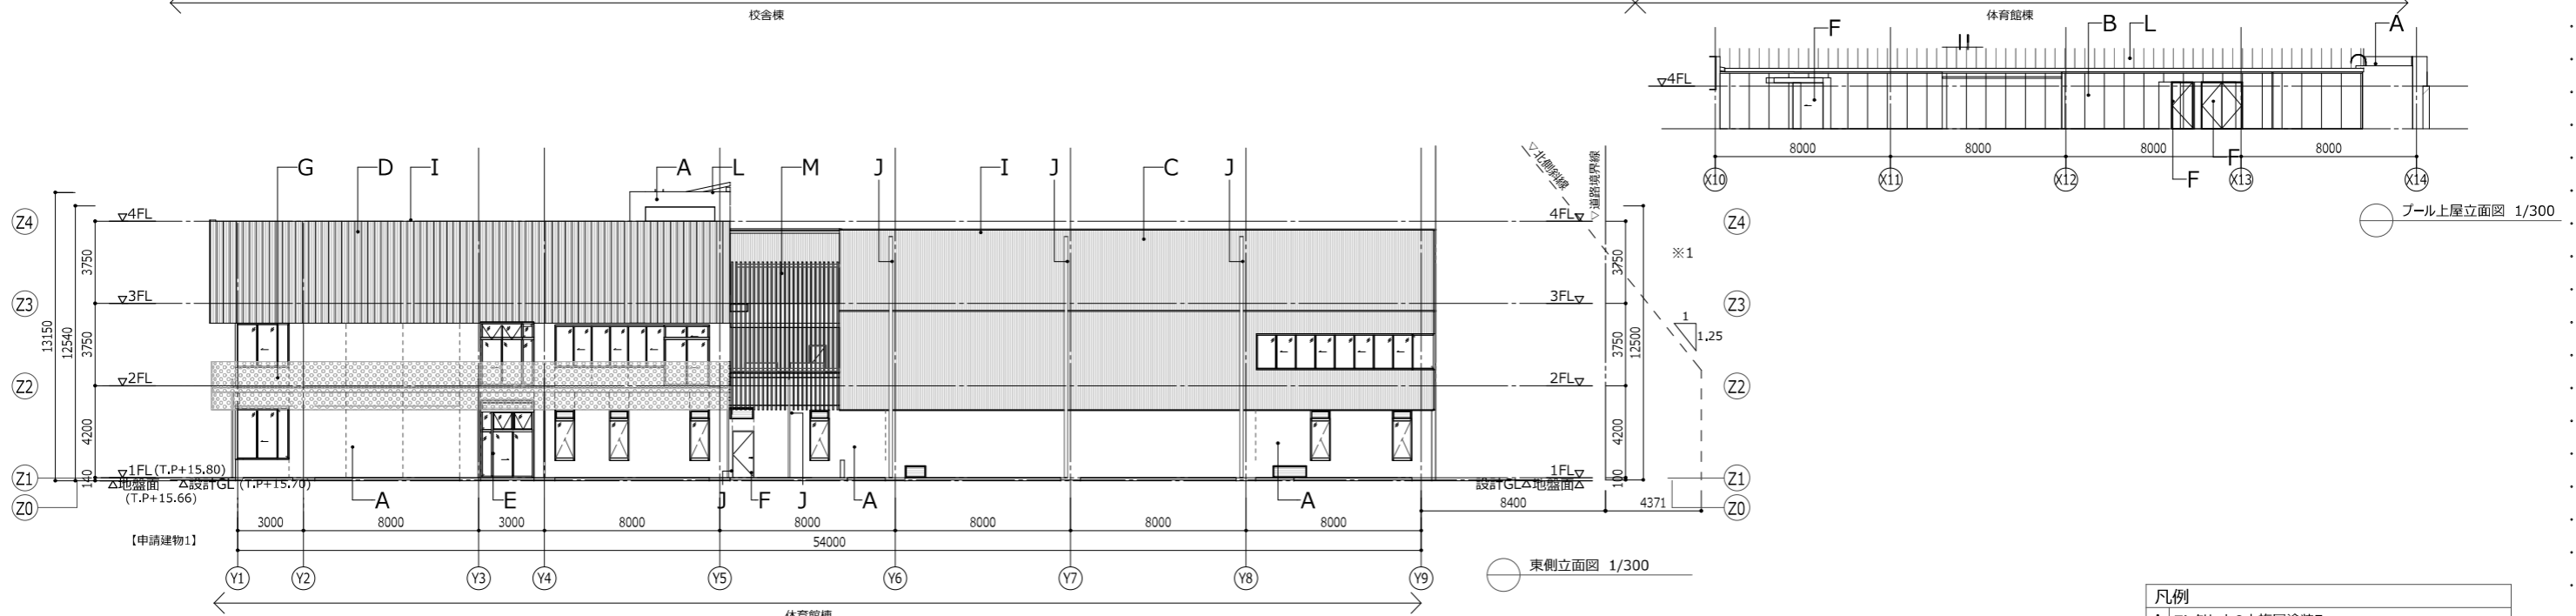 校舎棟
体育館棟
F
B
L
A
▽4FL
8000
8000
8000
8000
F
F
X10
X11
X12
X13
X14
プール上屋立面図 1/300
G
D
I
A
L
M
J
I
J
C
J
▽北側斜線
▽道路境界線
Z4
▽4FL
4FL▽
Z4
3750
3750
※1
Z3
▽3FL
3FL▽
Z3
13150
12540
3750
3750
12500
1
1.25
Z2
▽2FL
2FL▽
Z2
4200
4200
Z1
▽1FL (T.P+15.80)
1FL▽
Z1
140
△地盤面
△設計GL (T.P+15.70)
(T.P+15.66)
設計GL△地盤面△
100
Z0
Z0
A
E
J
F
J
A
A
8400
4371
3000
8000
3000
8000
8000
8000
8000
8000
【申請建物1】
54000
Y1
Y2
Y3
Y4
Y5
Y6
Y7
Y8
Y9
東側立面図 1/300
体育館棟
凡例